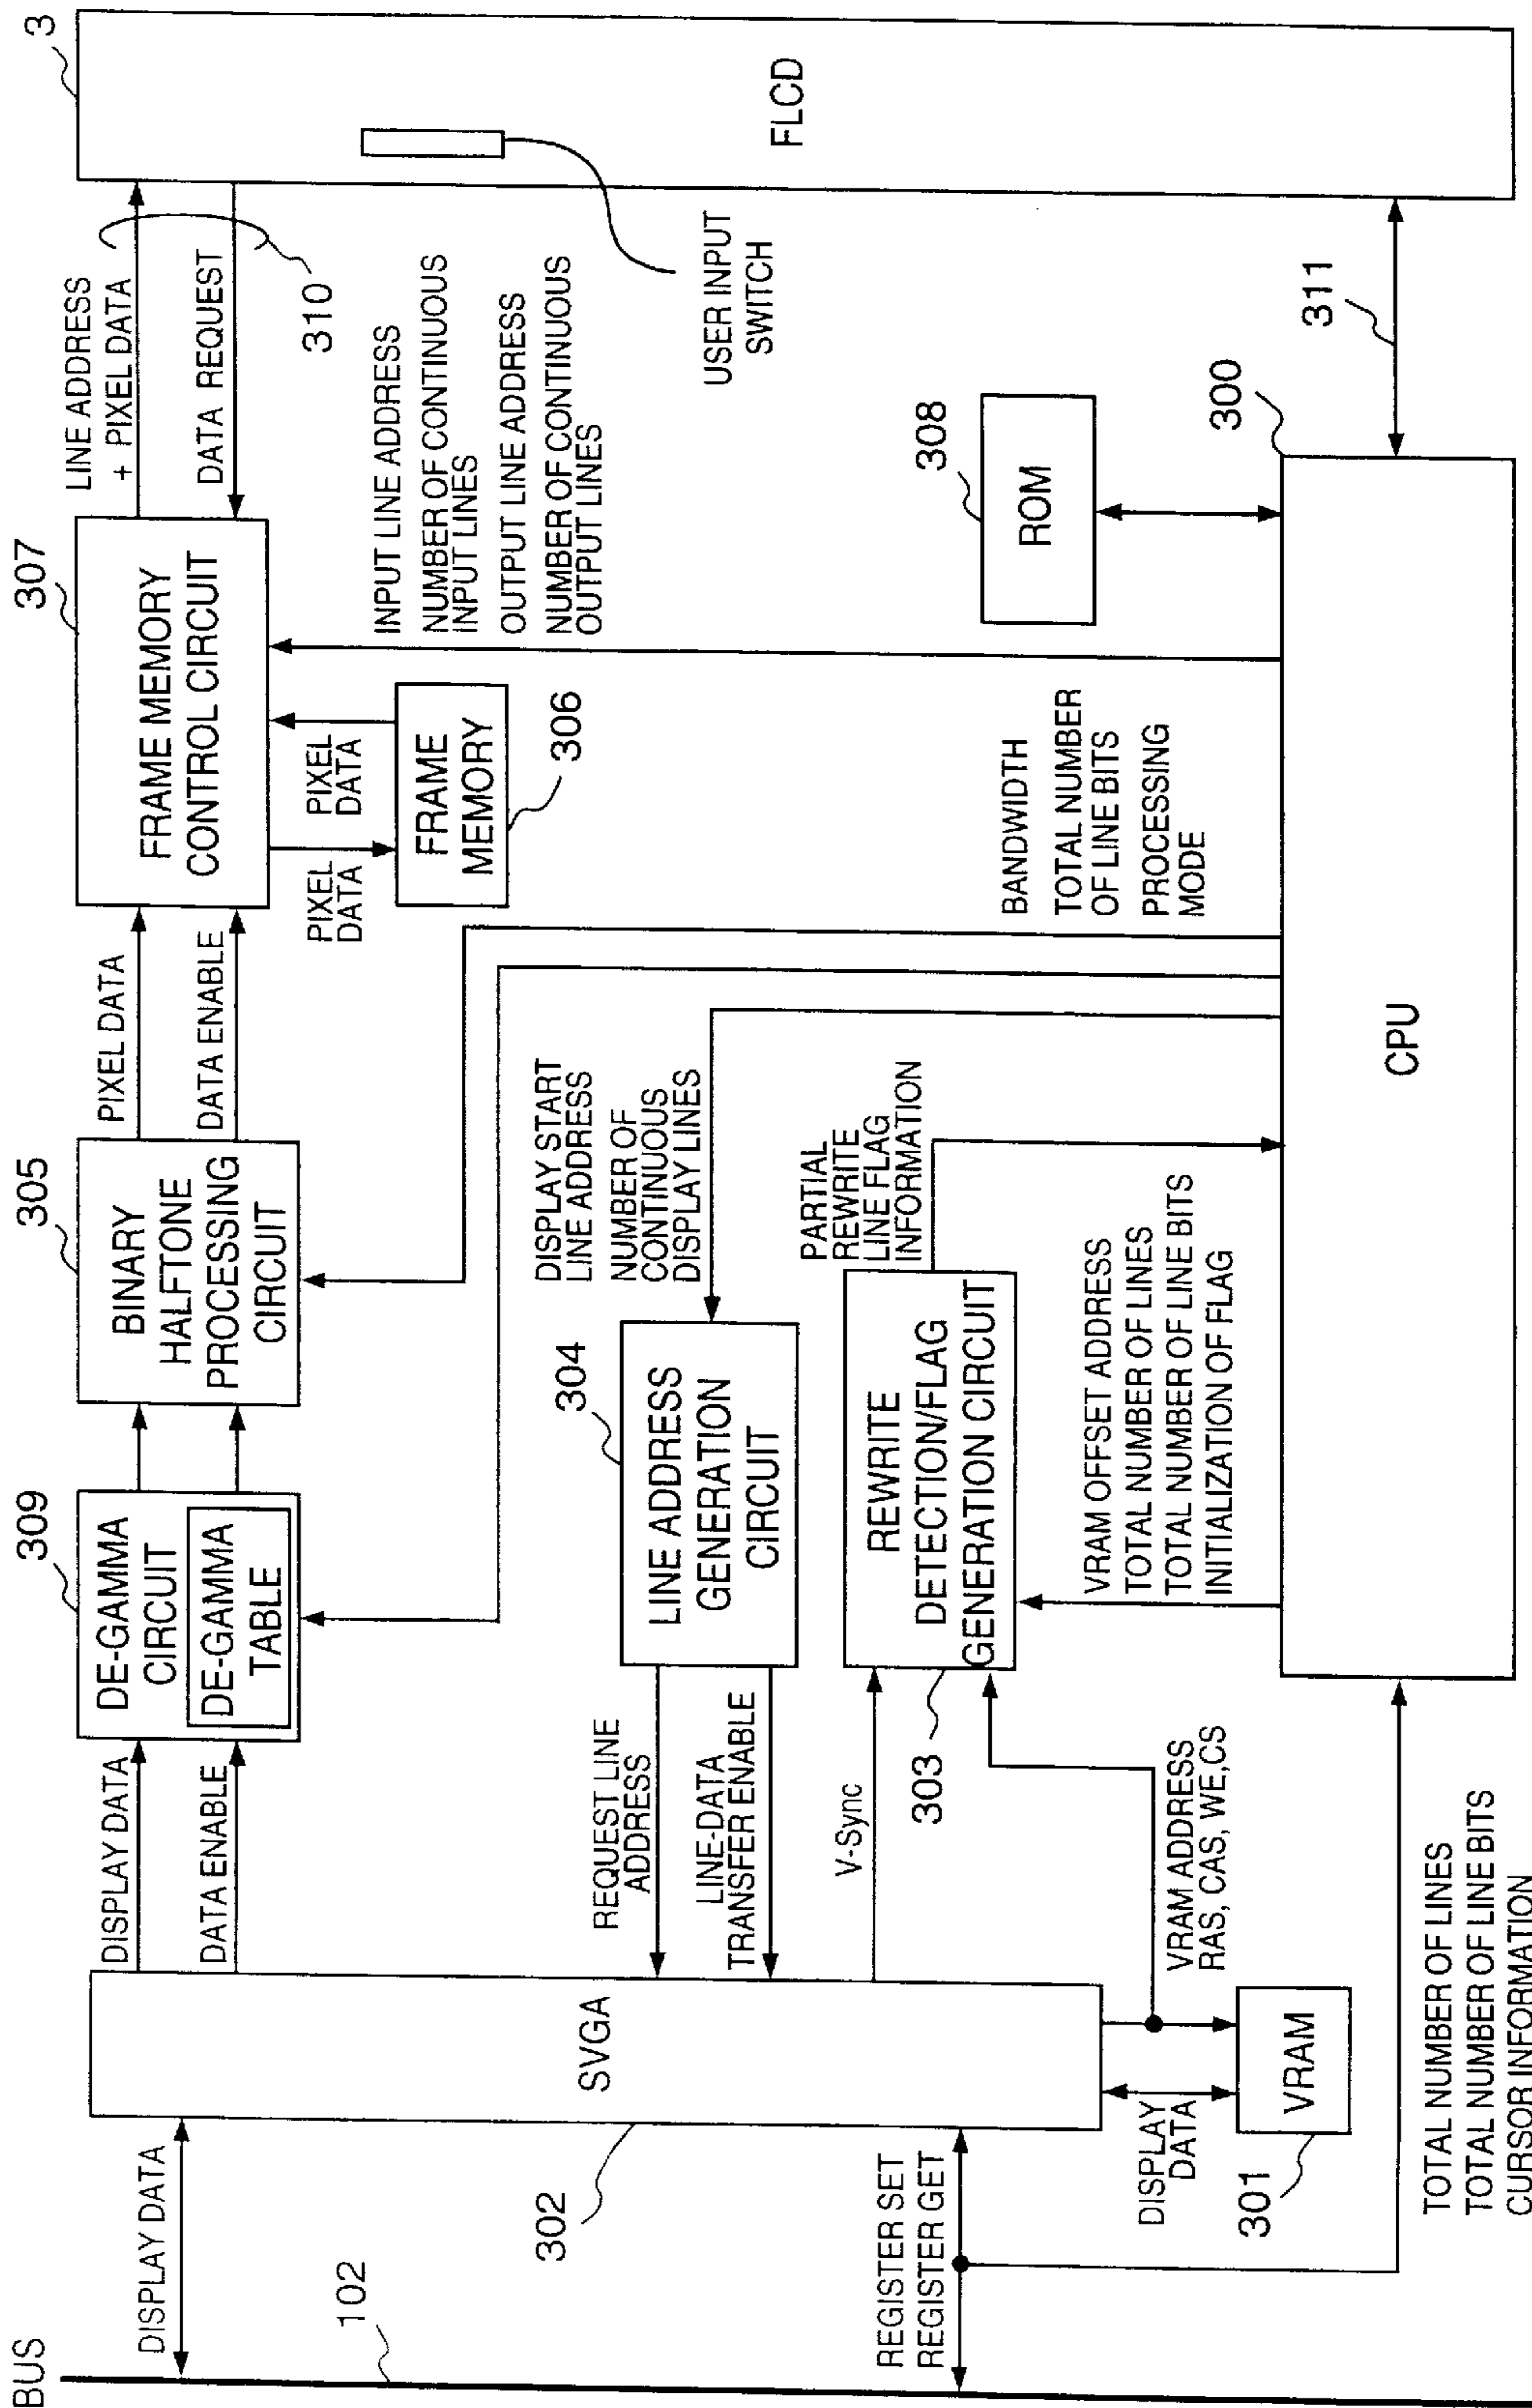 BUS
102
DISPLAY DATA
REGISTER SET
REGISTER GET
302
SVGA
DISPLAY
DATA
301
VRAM
VRAM ADDRESS
RAS, CAS, WE,CS
TOTAL NUMBER OF LINES
TOTAL NUMBER OF LINE BITS
CURSOR INFORMATION
DISPLAY DATA
DATA ENABLE
REQUEST LINE
ADDRESS
LINE-DATA
TRANSFER ENABLE
V-Sync
309
DE-GAMMA
CIRCUIT
DE-GAMMA
TABLE
304
LINE ADDRESS
GENERATION
CIRCUIT
303
REWRITE
DETECTION/FLAG
GENERATION CIRCUIT
VRAM OFFSET ADDRESS
TOTAL NUMBER OF LINES
TOTAL NUMBER OF LINE BITS
INITIALIZATION OF FLAG
305
BINARY
HALFTONE
PROCESSING
CIRCUIT
DISPLAY START
LINE ADDRESS
NUMBER OF
CONTINUOUS
DISPLAY LINES
PARTIAL
REWRITE
LINE FLAG
INFORMATION
PIXEL DATA
DATA ENABLE
307
FRAME MEMORY
CONTROL CIRCUIT
PIXEL
DATA
PIXEL
DATA
FRAME
MEMORY
306
BANDWIDTH
TOTAL NUMBER
OF LINE BITS
PROCESSING
MODE
INPUT LINE ADDRESS
NUMBER OF CONTINUOUS
INPUT LINES
OUTPUT LINE ADDRESS
NUMBER OF CONTINUOUS
OUTPUT LINES
308
ROM
300
CPU
LINE ADDRESS
+ PIXEL DATA
DATA REQUEST
310
USER INPUT
SWITCH
311
3
FLCD